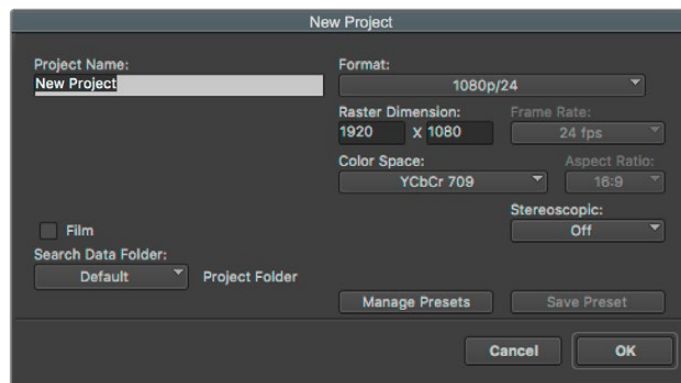 New Project
Project Name:
New Project
Format:
1080p/24
Raster Dimension:
Frame Rate:
1920 X 1080
24 fps
Color Space:
Aspect Ratio:
YCbCr 709
16:9
Stereoscopic:
Off
Film
Search Data Folder:
Default
Project Folder
Manage Presets
Save Preset
Cancel
OK